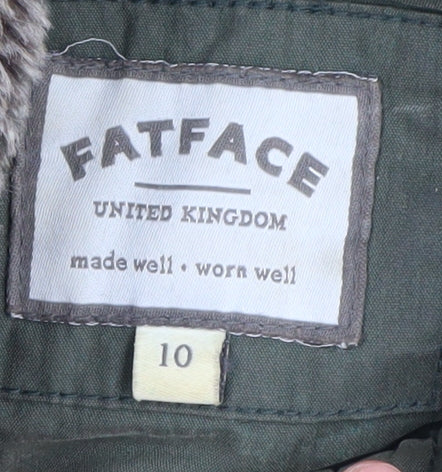 FATFACE
UNITED KINGDOM
made well • worn well
10